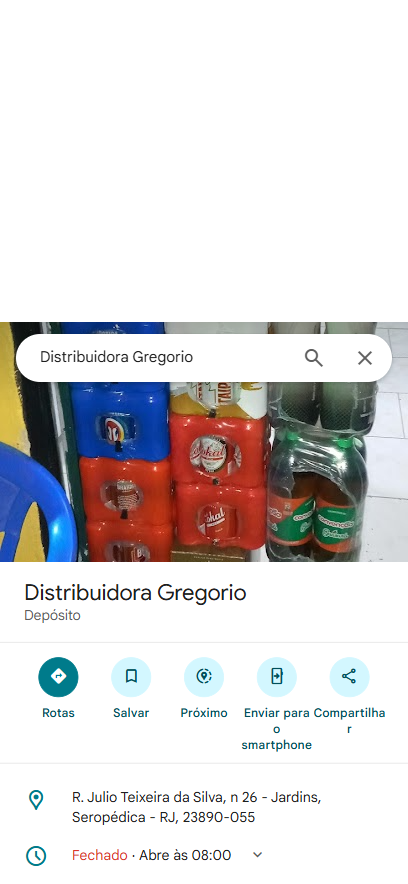 Distribuidora Gregorio
Distribuidora Gregorio
Depósito
Rotas
Salvar
Próximo
Enviar para o smartphone
Compartilhar
R. Julio Teixeira da Silva, n 26 - Jardins,
Seropédica - RJ, 23890-055
Fechado · Abre às 08:00